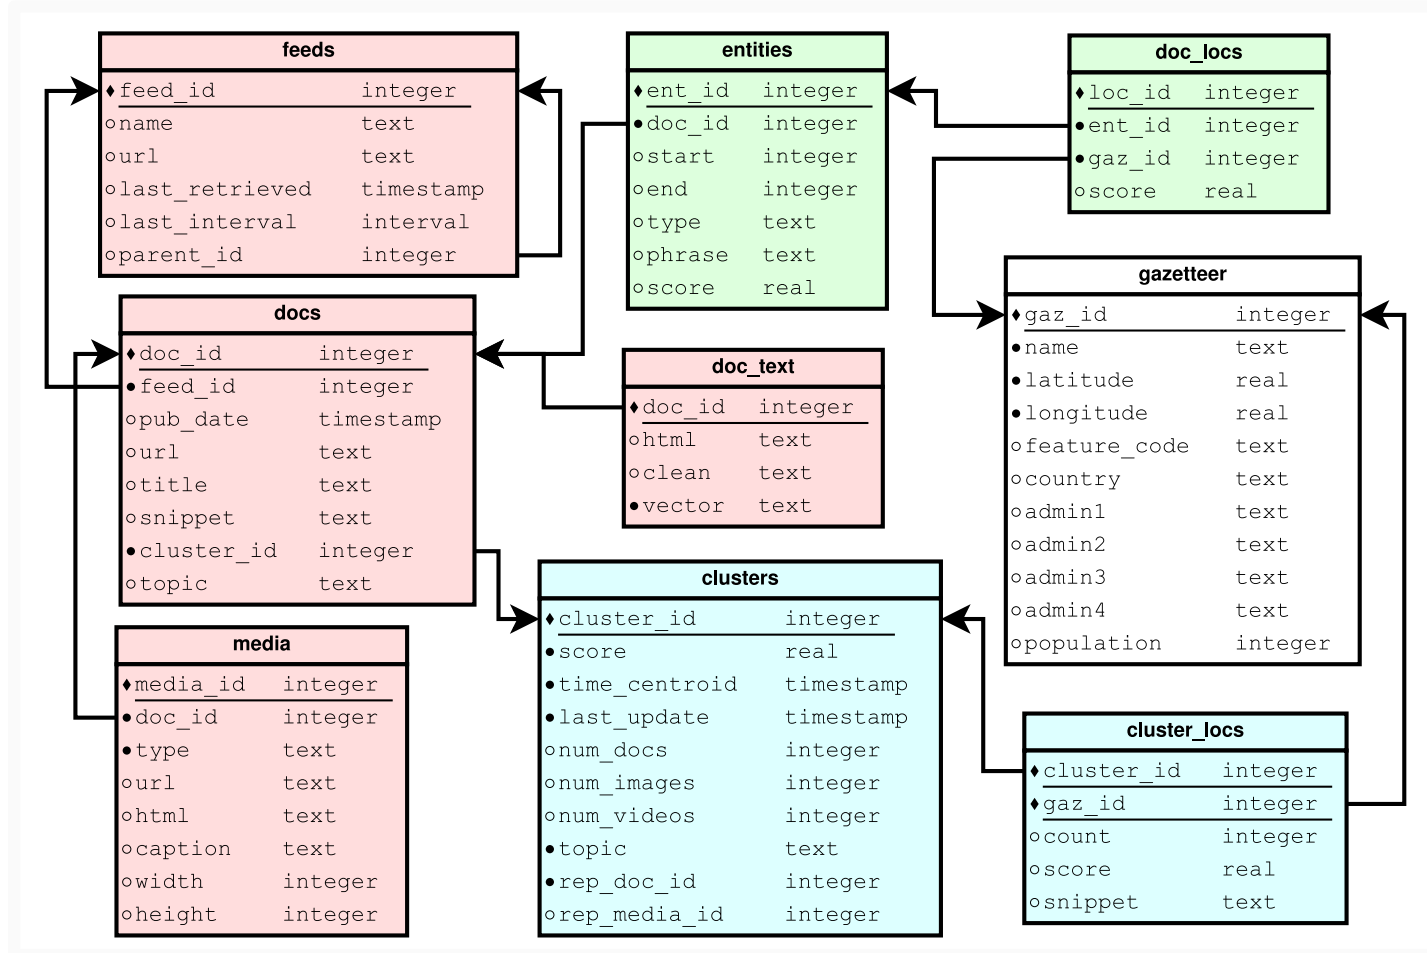 feeds
feed_id integer
name text
url text
last_retrieved timestamp
last_interval interval
parent_id integer
docs
doc_id integer
feed_id integer
pub_date timestamp
url text
title text
snippet text
cluster_id integer
topic text
media
media_id integer
doc_id integer
type text
url text
html text
caption text
width integer
height integer
entities
ent_id integer
doc_id integer
start integer
end integer
type text
phrase text
score real
doc_text
doc_id integer
html text
clean text
vector text
clusters
cluster_id integer
score real
time_centroid timestamp
last_update timestamp
num_docs integer
num_images integer
num_videos integer
topic text
rep_doc_id integer
rep_media_id integer
doc_locs
loc_id integer
ent_id integer
gaz_id integer
score real
gazetteer
gaz_id integer
name text
latitude real
longitude real
feature_code text
country text
admin1 text
admin2 text
admin3 text
admin4 text
population integer
cluster_locs
cluster_id integer
gaz_id integer
count integer
score real
snippet text